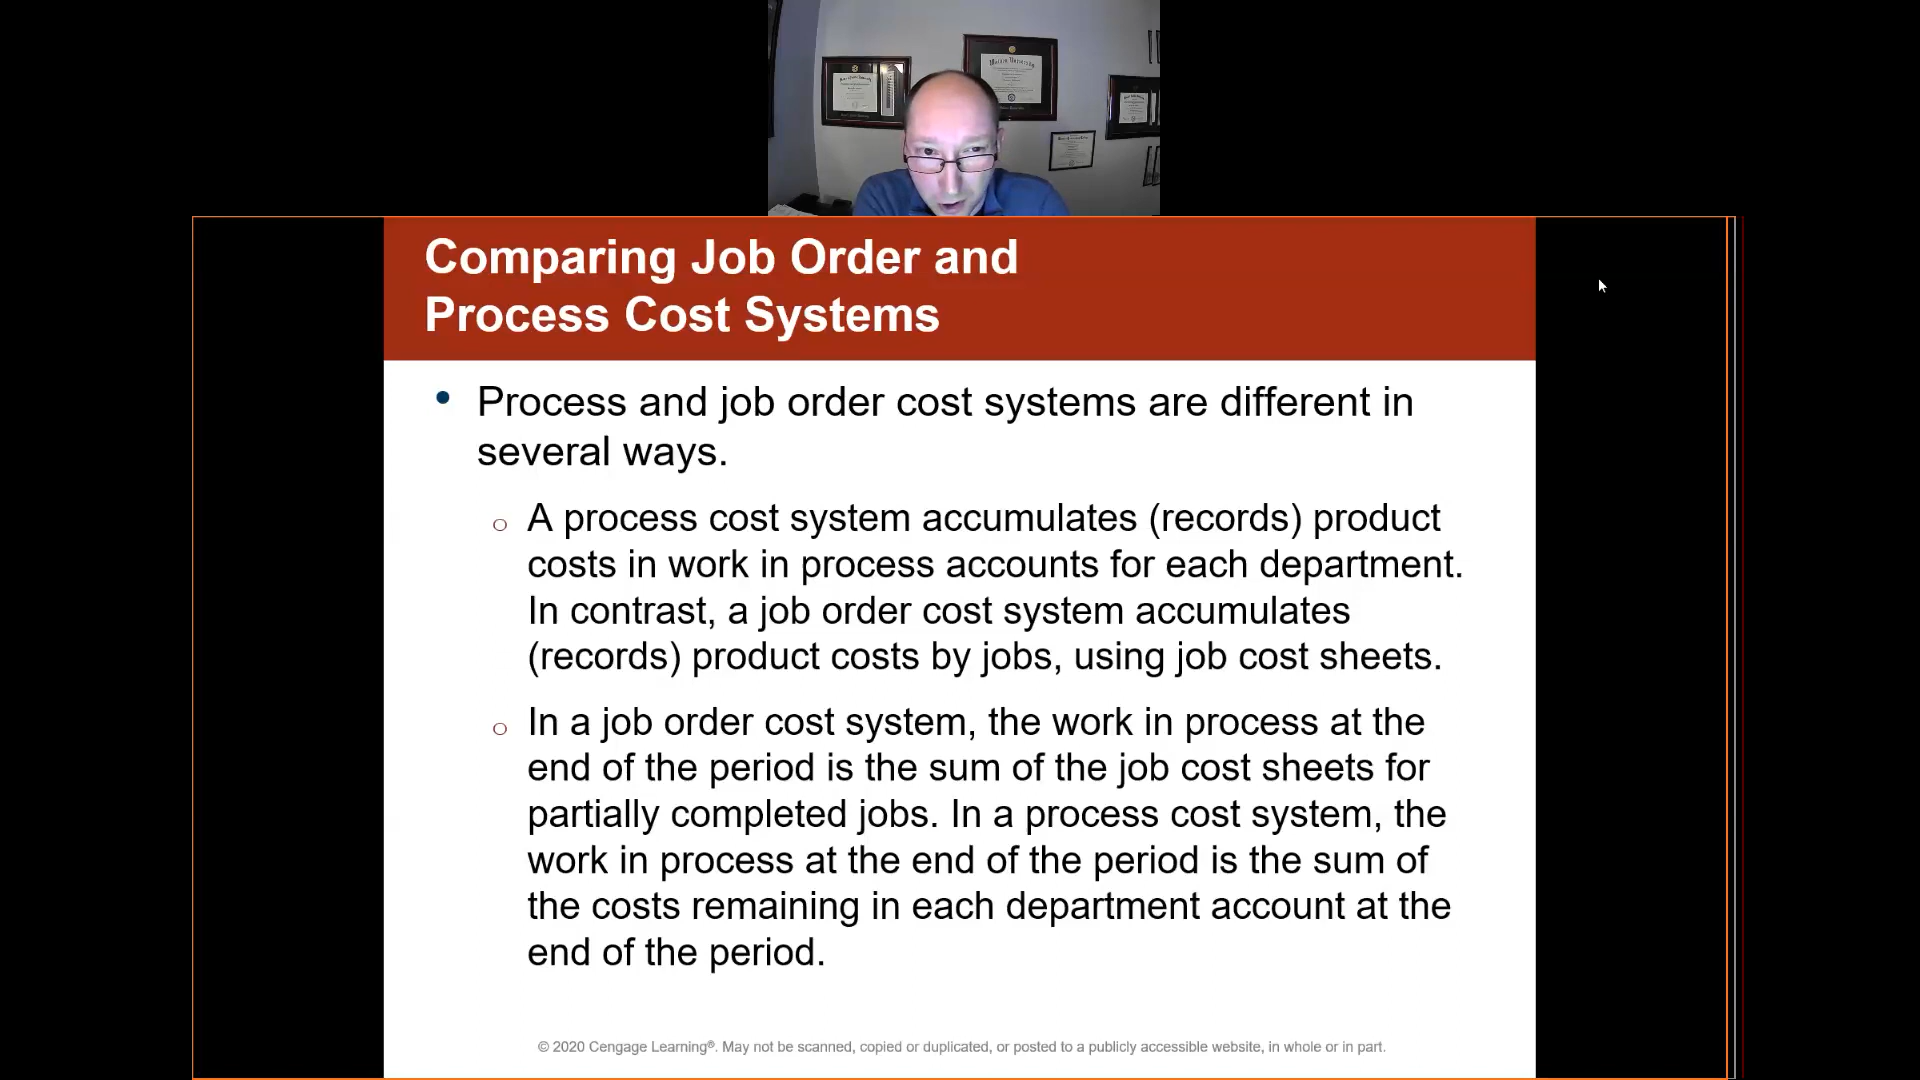 Comparing Job Order and
Process Cost Systems
• Process and job order cost systems are different in
several ways.
o A process cost system accumulates (records) product
costs in work in process accounts for each department.
In contrast, a job order cost system accumulates
(records) product costs by jobs, using job cost sheets.
o In a job order cost system, the work in process at the
end of the period is the sum of the job cost sheets for
partially completed jobs. In a process cost system, the
work in process at the end of the period is the sum of
the costs remaining in each department account at the
end of the period.
© 2020 Cengage Learning®. May not be scanned, copied or duplicated, or posted to a publicly accessible website, in whole or in part.